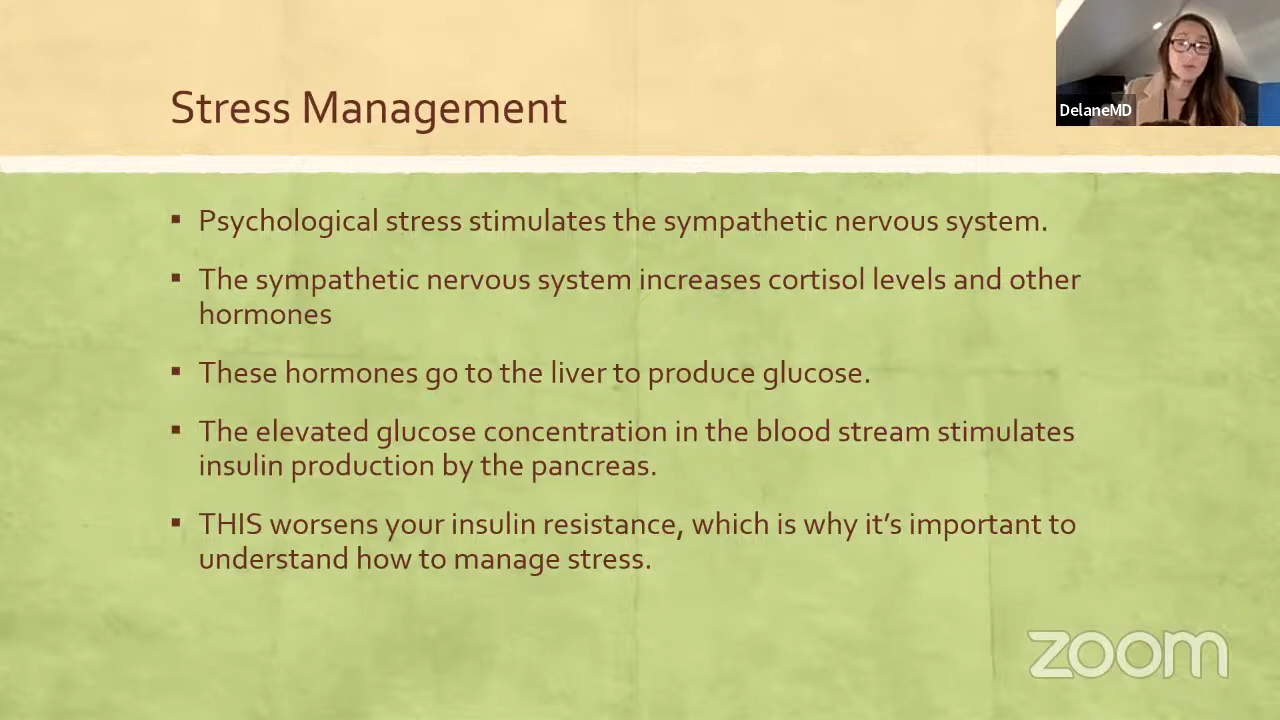 Stress Management
DelaneMD
▪ Psychological stress stimulates the sympathetic nervous system.
▪ The sympathetic nervous system increases cortisol levels and other
hormones
▪ These hormones go to the liver to produce glucose.
▪ The elevated glucose concentration in the blood stream stimulates
insulin production by the pancreas.
▪ THIS worsens your insulin resistance, which is why it’s important to
understand how to manage stress.
zoom